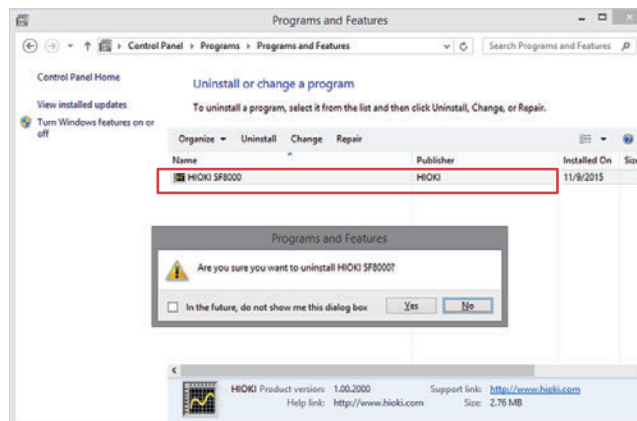 Programs and Features
Control Panel › Programs › Programs and Features
Search Programs and Features
Control Panel Home
View installed updates
Turn Windows features on or
off
Uninstall or change a program
To uninstall a program, select it from the list and then click Uninstall, Change, or Repair.
Organize Uninstall Change Repair
Name Publisher Installed On Size
HIOKI SF8000 HIOKI 11/9/2015
Programs and Features
Are you sure you want to uninstall HIOKI SF8000?
In the future, do not show me this dialog box Yes No
HIOKI Product version: 1.00.2000 Support link: http://www.hioki.com
Help link: http://www.hioki.com Size: 2.76 MB